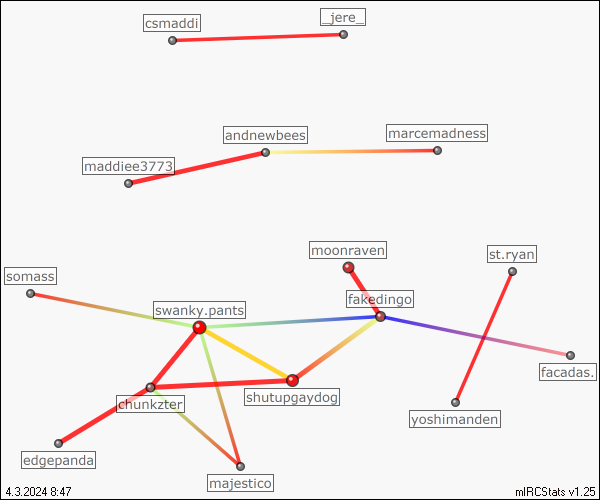 csmaddi
_jere_
andnewbees
marcemadness
maddiee3773
moonraven
st.ryan
somass
fakedingo
swanky.pants
facadas.
shutupgaydog
chunkzter
yoshimanden
edgepanda
majestico
4.3.2024 8:47
mIRCStats v1.25